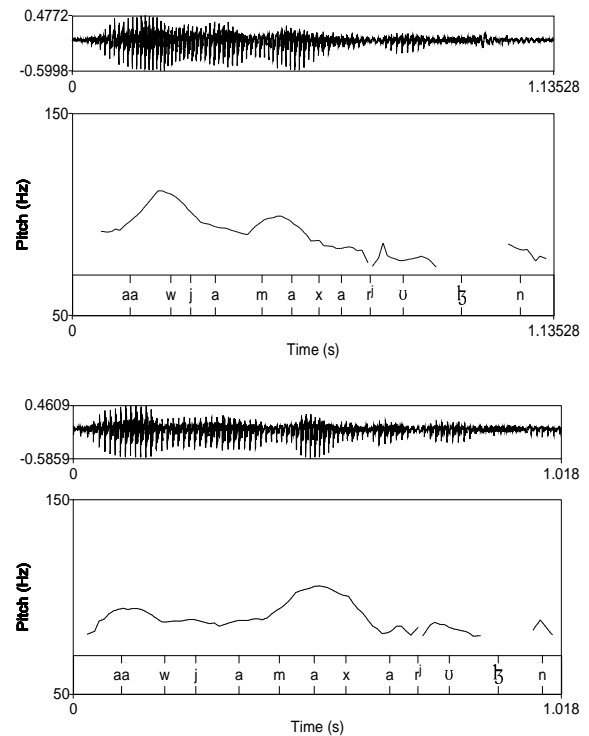 0.4772
-0.5998
0 1.13528
150
Pitch (Hz)
aa w j a m a x a rʲ ʊ ɮ n
50
0 1.13528
Time (s)
0.4609
-0.5859
0 1.018
150
Pitch (Hz)
aa w j a m a x a rʲ ʊ ɮ n
50
0 1.018
Time (s)